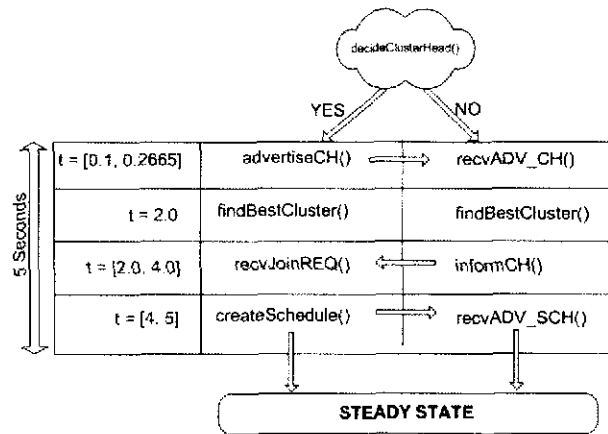 decideClusterHead()
YES
NO
5 Seconds
t = [0.1, 0.2665]
advertiseCH()
recvADV_CH()
t = 2.0
findBestCluster()
findBestCluster()
t = [2.0, 4.0}
recvJoinREQ()
informCH()
t = [4. 5]
createSchedule()
recvADV_SCH()
STEADY STATE